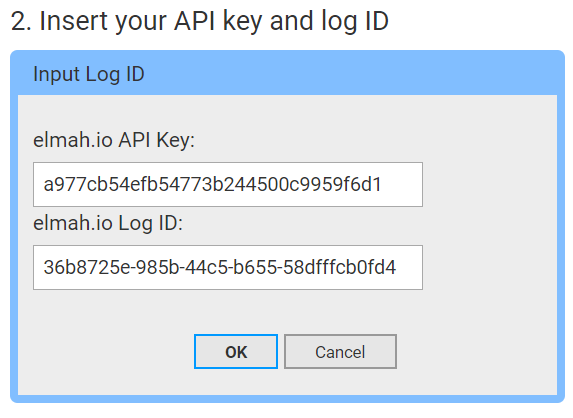 2. Insert your API key and log ID
Input Log ID
elmah.io API Key:
a977cb54efb54773b244500c9959f6d1
elmah.io Log ID:
36b8725e-985b-44c5-b655-58dfffcb0fd4
OK Cancel